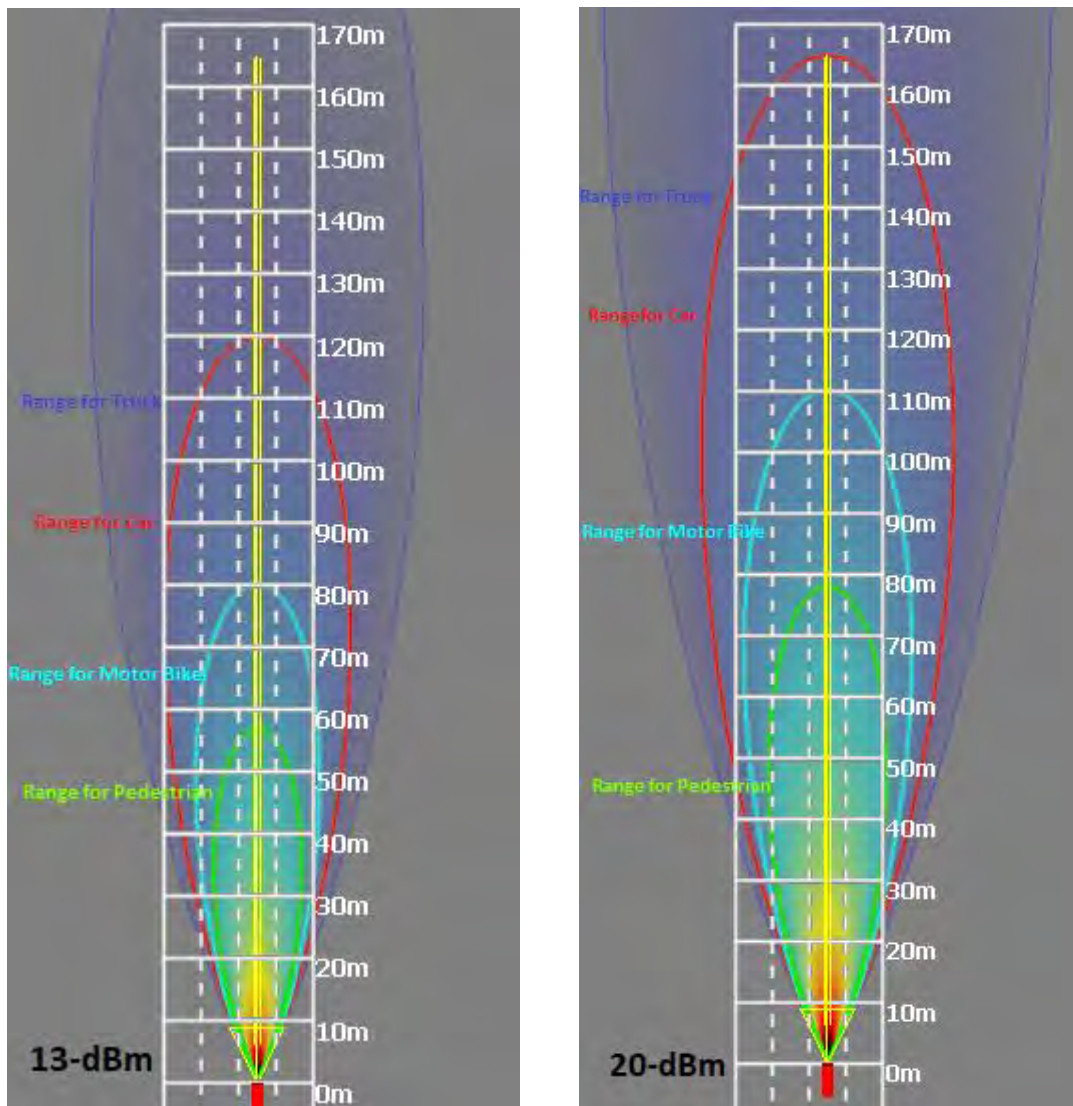 170m
160m
150m
140m
130m
120m
Range for Truck
110m
100m
Range for Car
90m
80m
70m
Range for Motor Bike
60m
50m
Range for Pedestrian
40m
30m
20m
10m
13-dBm
0m
170m
160m
150m
Range for Truck
140m
130m
Range for Car
120m
110m
100m
90m
Range for Motor Bike
80m
70m
60m
50m
Range for Pedestrian
40m
30m
20m
10m
20-dBm
0m